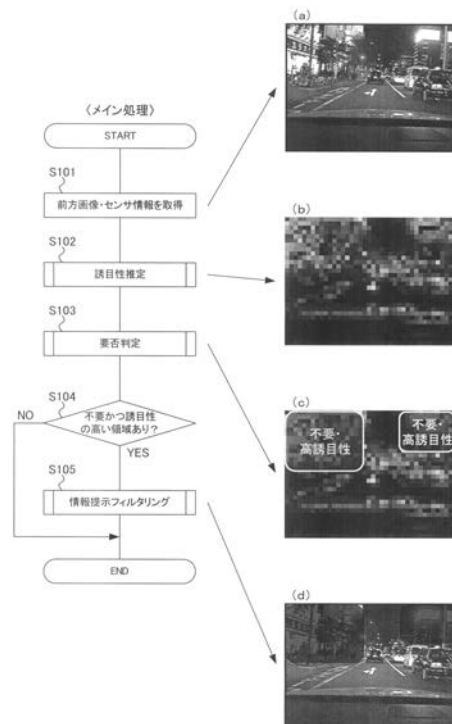 〈メイン処理〉
START
S101
前方画像・センサ情報を取得
S102
誘目性推定
S103
要否判定
S104
NO
不要かつ誘目性
の高い領域あり?
YES
S105
情報提示フィルタリング
END
(a)
(b)
(c)
不要・
高誘目性
不要・
高誘目性
(d)